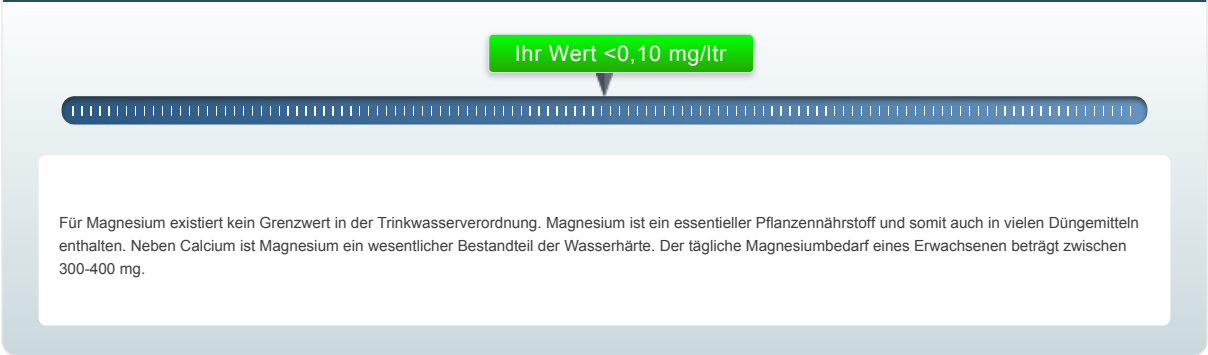 Ihr Wert <0,10 mg/ltr
Für Magnesium existiert kein Grenzwert in der Trinkwasserverordnung. Magnesium ist ein essentieller Pflanzennährstoff und somit auch in vielen Düngemitteln
enthalten. Neben Calcium ist Magnesium ein wesentlicher Bestandteil der Wasserhärte. Der tägliche Magnesiumbedarf eines Erwachsenen beträgt zwischen
300-400 mg.